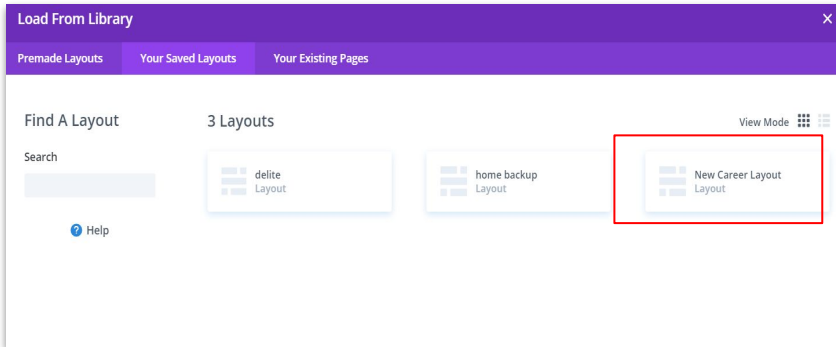 Load From Library
Premade Layouts
Your Saved Layouts
Your Existing Pages
Find A Layout
3 Layouts
View Mode
Search
delite
Layout
home backup
Layout
New Career Layout
Layout
? Help